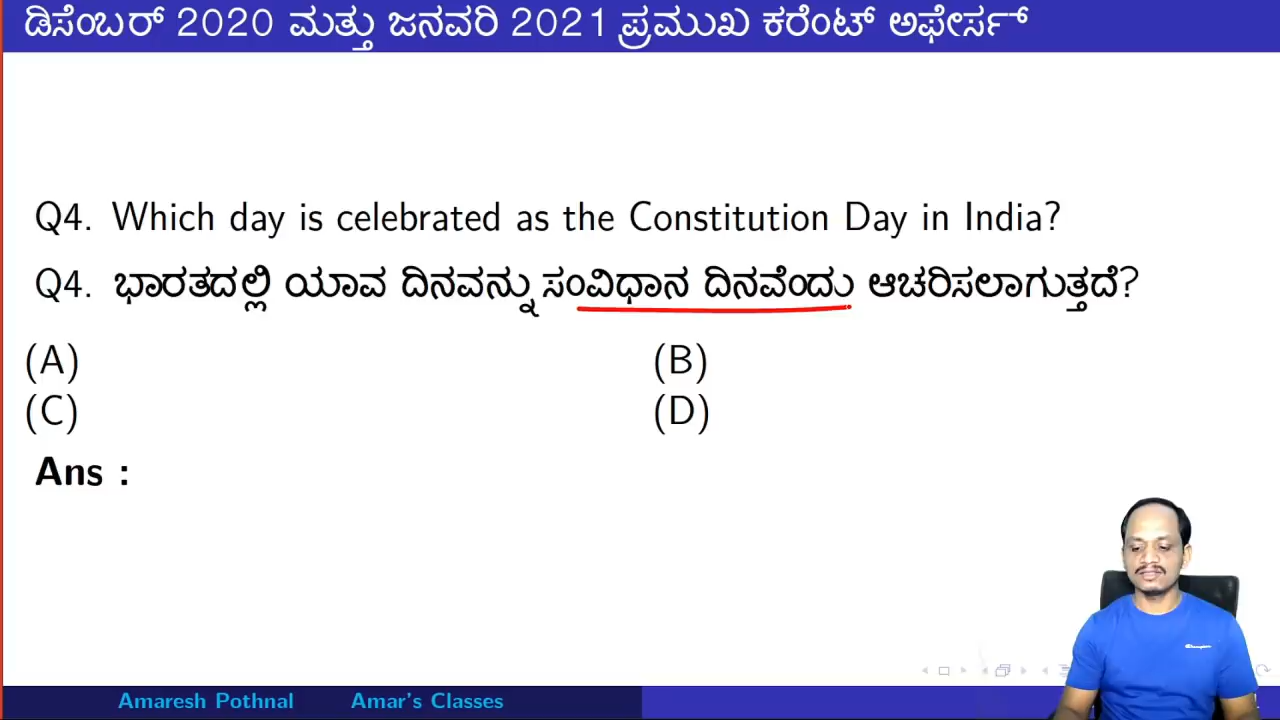 ಡಿಸೆಂಬರ್ 2020 ಮತ್ತು ಜನವರಿ 2021 ಪ್ರಮುಖ ಕರೆಂಟ್ ಅಫೇರ್ಸ್
Q4. Which day is celebrated as the Constitution Day in India?
Q4. ಭಾರತದಲ್ಲಿ ಯಾವ ದಿನವನ್ನು ಸಂವಿಧಾನ ದಿನವೆಂದು ಆಚರಿಸಲಾಗುತ್ತದೆ?
(A) (B)
(C) (D)
Ans :
Amaresh Pothnal Amar's Classes